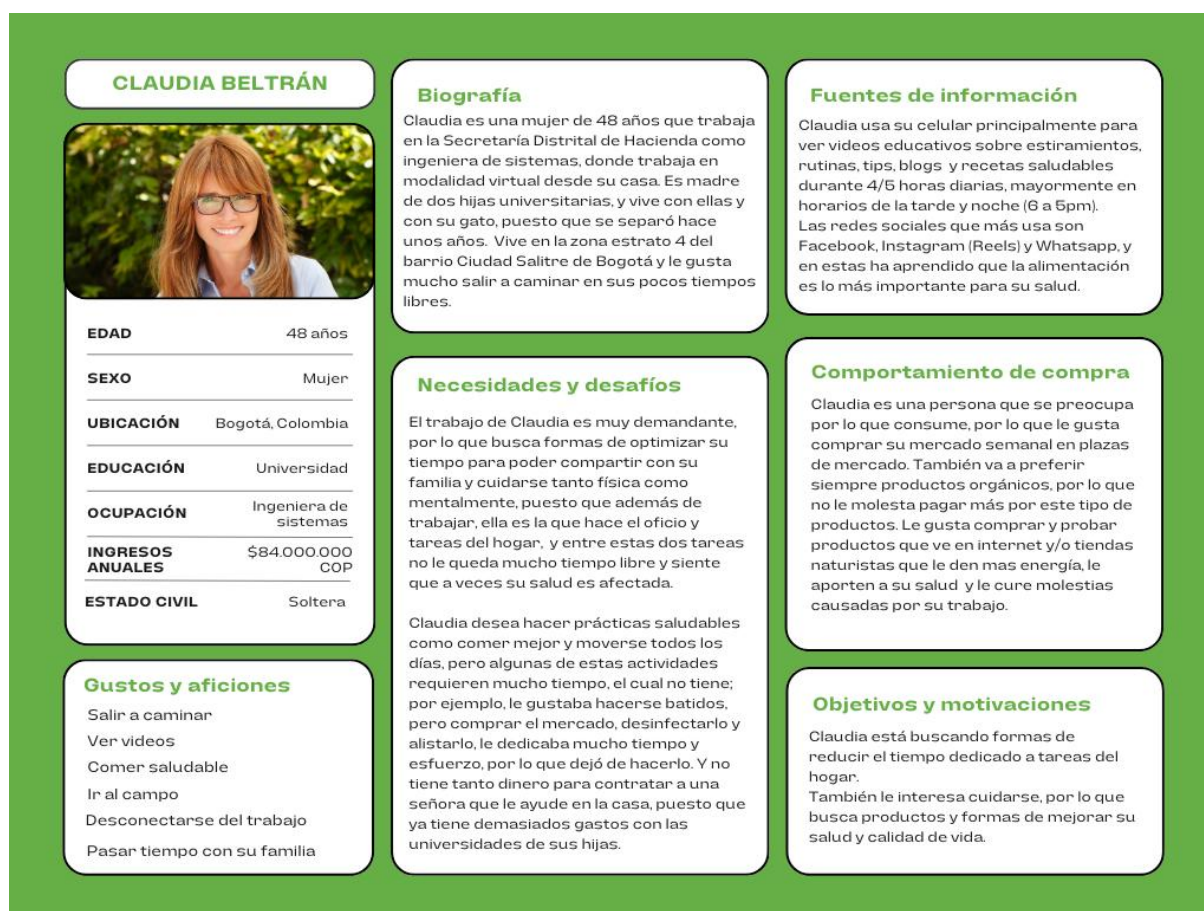 CLAUDIA BELTRÁN
EDAD 48 años
SEXO Mujer
UBICACIÓN Bogotá, Colombia
EDUCACIÓN Universidad
OCUPACIÓN Ingeniera de
sistemas
INGRESOS $84.000.000
ANUALES COP
ESTADO CIVIL Soltera
Gustos y aficiones
Salir a caminar
Ver videos
Comer saludable
Ir al campo
Desconectarse del trabajo
Pasar tiempo con su familia
Biografía
Claudia es una mujer de 48 años que trabaja
en la Secretaría Distrital de Hacienda como
ingeniera de sistemas, donde trabaja en
modalidad virtual desde su casa. Es madre
de dos hijas universitarias, y vive con ellas y
con su gato, puesto que se separó hace
unos años. Vive en la zona estrato 4 del
barrio Ciudad Salitre de Bogotá y le gusta
mucho salir a caminar en sus pocos tiempos
libres.
Necesidades y desafíos
El trabajo de Claudia es muy demandante,
por lo que busca formas de optimizar su
tiempo para poder compartir con su
familia y cuidarse tanto física como
mentalmente, puesto que además de
trabajar, ella es la que hace el oficio y
tareas del hogar, y entre estas dos tareas
no le queda mucho tiempo libre y siente
que a veces su salud es afectada.
Claudia desea hacer prácticas saludables
como comer mejor y moverse todos los
días, pero algunas de estas actividades
requieren mucho tiempo, el cual no tiene;
por ejemplo, le gustaba hacerse batidos,
pero comprar el mercado, desinfectarlo y
alistarlo, le dedicaba mucho tiempo y
esfuerzo, por lo que dejó de hacerlo. Y no
tiene tanto dinero para contratar a una
señora que le ayude en la casa, puesto que
ya tiene demasiados gastos con las
universidades de sus hijas.
Fuentes de información
Claudia usa su celular principalmente para
ver videos educativos sobre estiramientos,
rutinas, tips, blogs y recetas saludables
durante 4/5 horas diarias, mayormente en
horarios de la tarde y noche (6 a 5pm).
Las redes sociales que más usa son
Facebook, Instagram (Reels) y Whatsapp, y
en estas ha aprendido que la alimentación
es lo más importante para su salud.
Comportamiento de compra
Claudia es una persona que se preocupa
por lo que consume, por lo que le gusta
comprar su mercado semanal en plazas
de mercado. También va a preferir
siempre productos orgánicos, por lo que
no le molesta pagar más por este tipo de
productos. Le gusta comprar y probar
productos que ve en internet y/o tiendas
naturistas que le den mas energía, le
aporten a su salud y le cure molestias
causadas por su trabajo.
Objetivos y motivaciones
Claudia está buscando formas de
reducir el tiempo dedicado a tareas del
hogar.
También le interesa cuidarse, por lo que
busca productos y formas de mejorar su
salud y calidad de vida.